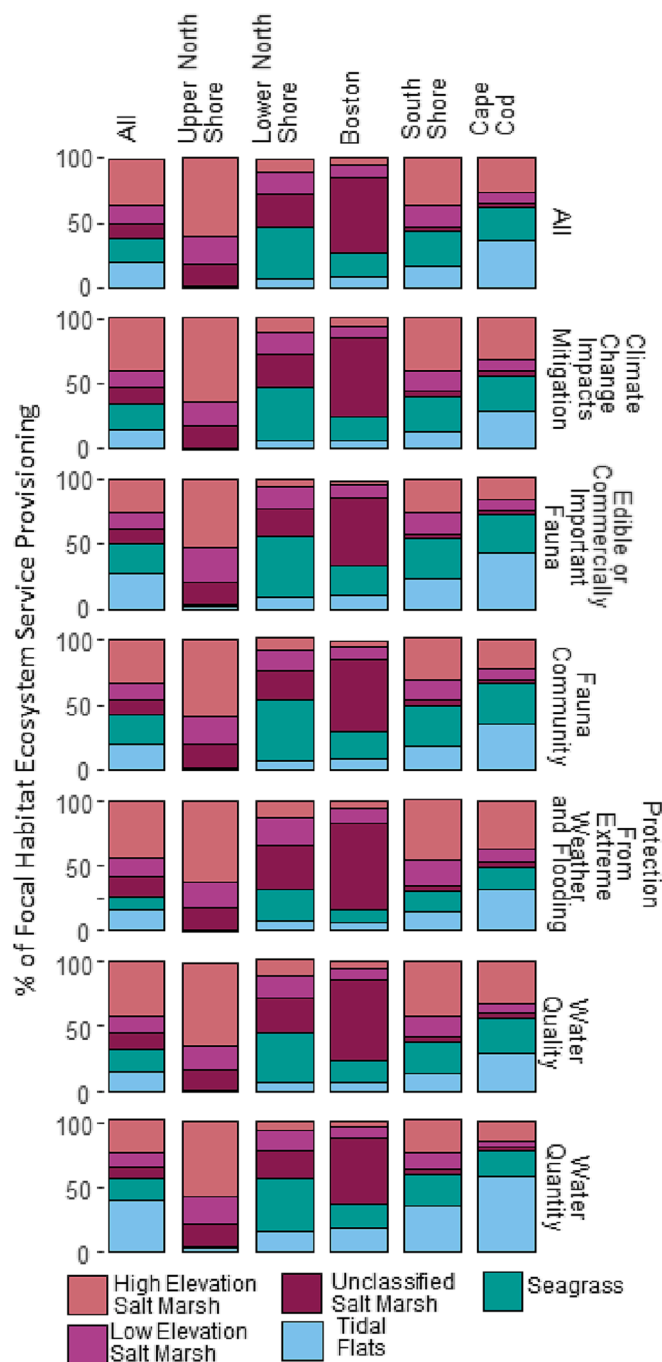 All
Upper North
Shore
Lower North
Shore
Boston
South
Shore
Cape
Cod
% of Focal Habitat Ecosystem Service Provisioning
100
50
0
All
100
50
0
Climate
Change
Impacts
Mitigation
100
50
0
Edible or
Commercially
Important
Fauna
100
50
0
Fauna
Community
100
50
0
Protection
From
Extreme
Weather
and Flooding
100
50
0
Water
Quality
100
50
0
Water
Quantity
High Elevation
Salt Marsh
Unclassified
Salt Marsh
Seagrass
Low Elevation
Salt Marsh
Tidal
Flats